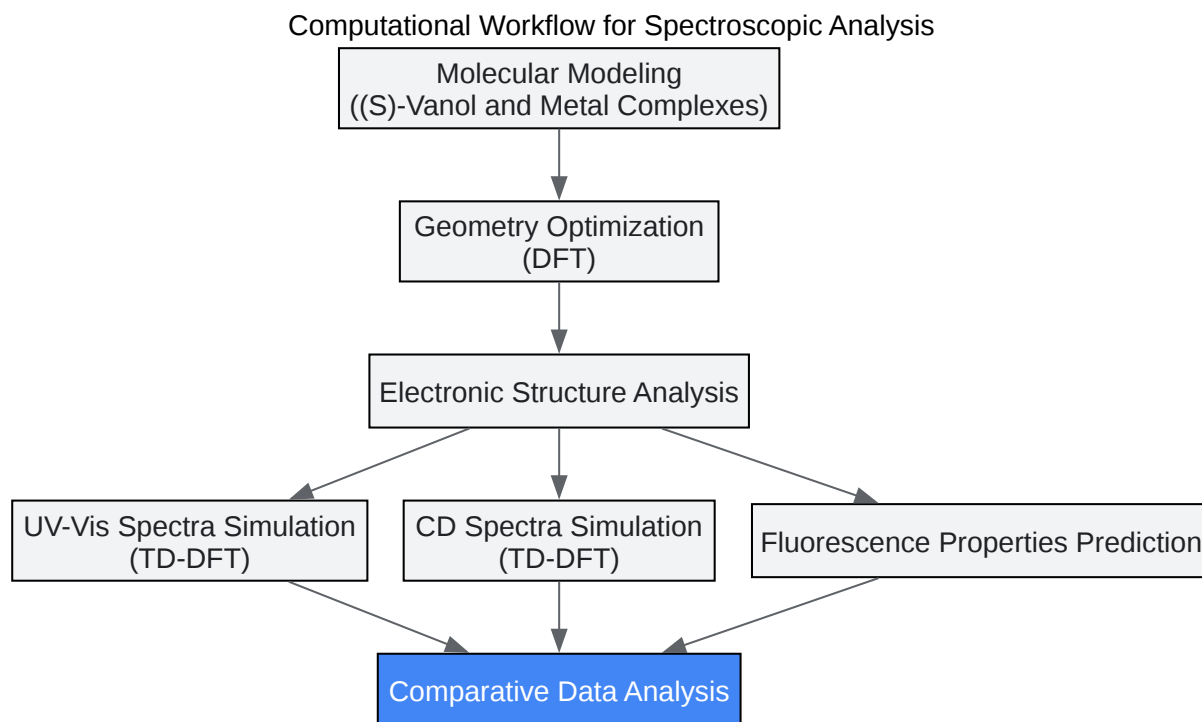 Computational Workflow for Spectroscopic Analysis
Molecular Modeling
((S)-Vanol and Metal Complexes)
Geometry Optimization
(DFT)
Electronic Structure Analysis
UV-Vis Spectra Simulation
(TD-DFT)
CD Spectra Simulation
(TD-DFT)
Fluorescence Properties Prediction
Comparative Data Analysis